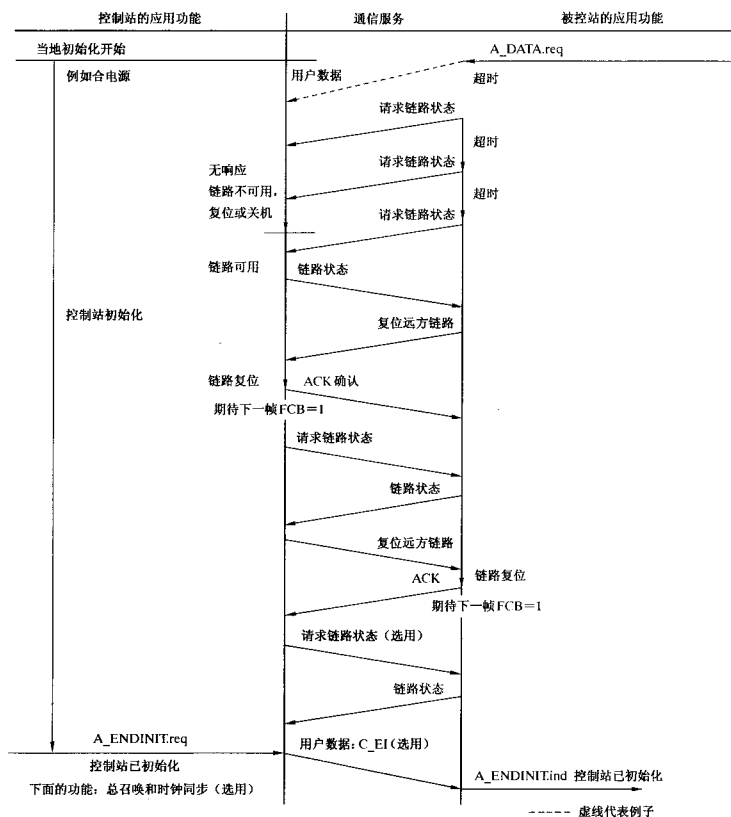 控制站的应用功能 通信服务 被控站的应用功能
当地初始化开始
A_DATA.req
例如合电源
用户数据
超时
请求链路状态
超时
无响应
请求链路状态
链路不可用，
超时
复位或关机
请求链路状态
链路可用
链路状态
控制站初始化
复位远方链路
链路复位
ACK 确认
期待下一帧FCB＝1
请求链路状态
链路状态
复位远方链路
ACK
链路复位
期待下一帧FCB＝1
请求链路状态（选用）
链路状态
A_ENDINIT.req
用户数据：C_EI（选用）
控制站已初始化
A_ENDINIT.ind 控制站已初始化
下面的功能：总召唤和时钟同步（选用）
----- 虚线代表例子